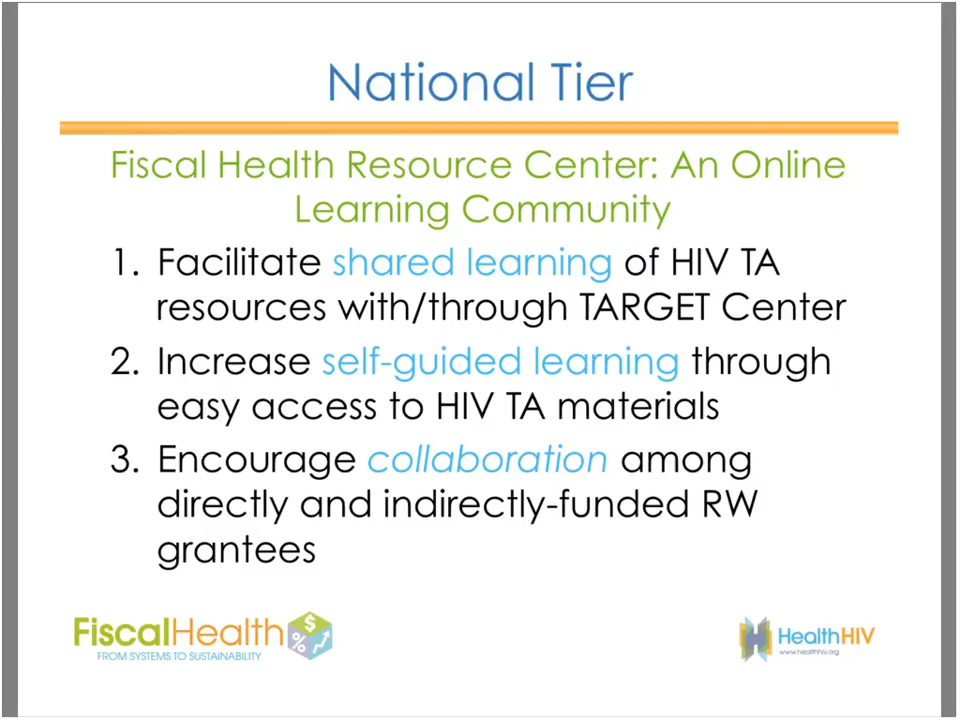 National Tier
Fiscal Health Resource Center: An Online
Learning Community
1. Facilitate shared learning of HIV TA
resources with/through TARGET Center
2. Increase self-guided learning through
easy access to HIV TA materials
3. Encourage collaboration among
directly and indirectly-funded RW
grantees
FiscalHealth $ %
FROM SYSTEMS TO SUSTAINABILITY
H HealthHIV
www.healthhiv.org